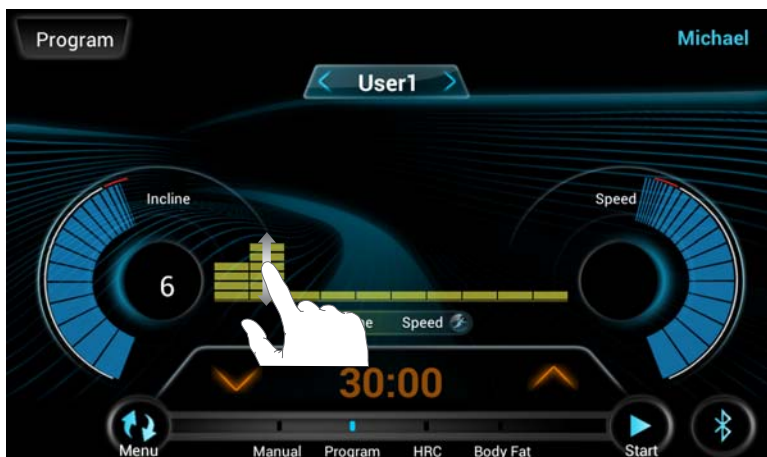 Program
Michael
User1
Incline
Speed
6
Speed
30:00
Menu
Manual
Program
HRC
Body Fat
Start